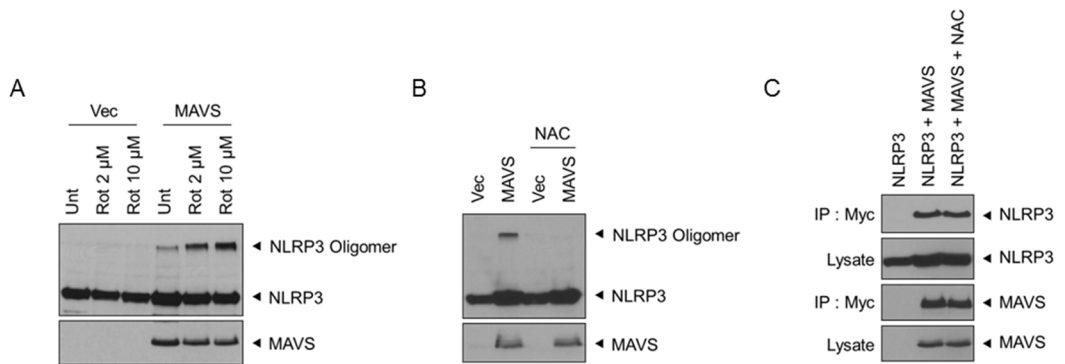 A
Vec
MAVS
Unt
Rot 2 µM
Rot 10 µM
Unt
Rot 2 µM
Rot 10 µM
NLRP3 Oligomer
NLRP3
MAVS
B
NAC
Vec
MAVS
Vec
MAVS
NLRP3 Oligomer
NLRP3
MAVS
C
NLRP3
NLRP3 + MAVS
NLRP3 + MAVS + NAC
IP : Myc
NLRP3
Lysate
NLRP3
IP : Myc
MAVS
Lysate
MAVS